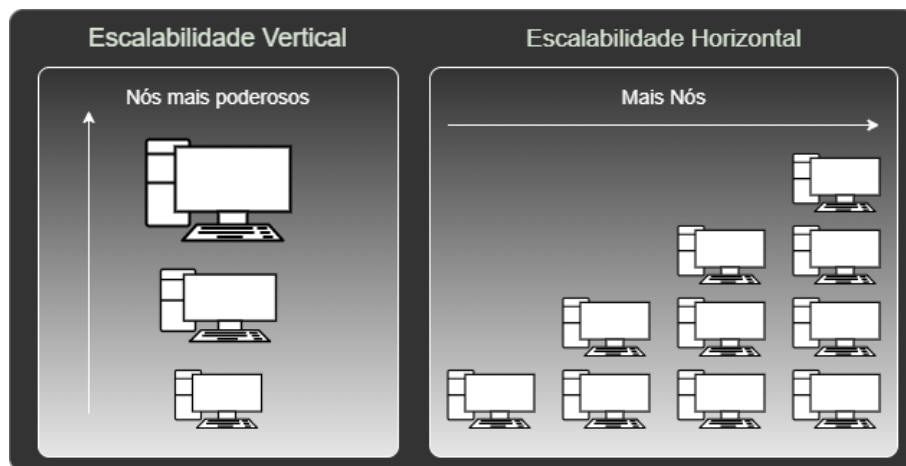 Escalabilidade Vertical
Nós mais poderosos
Escalabilidade Horizontal
Mais Nós